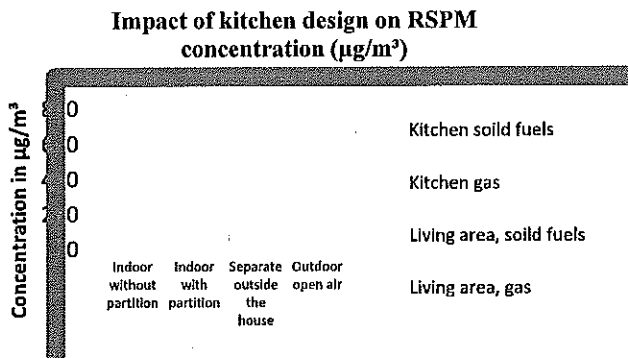 Impact of kitchen design on RSPM
concentration (µg/m³)
Concentration in µg/m³
0
0
0
0
0
Indoor without partition
Indoor with partition
Separate outside the house
Outdoor open air
Kitchen soild fuels
Kitchen gas
Living area, soild fuels
Living area, gas